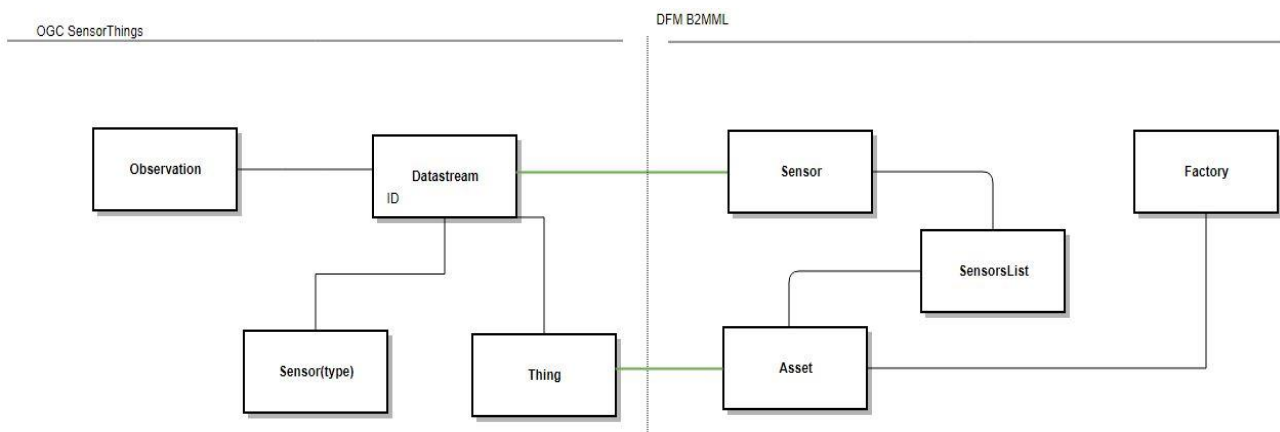 OGC SensorThings
DFM B2MML
Observation
Datastream
ID
Sensor
Factory
SensorsList
Sensor(type)
Thing
Asset